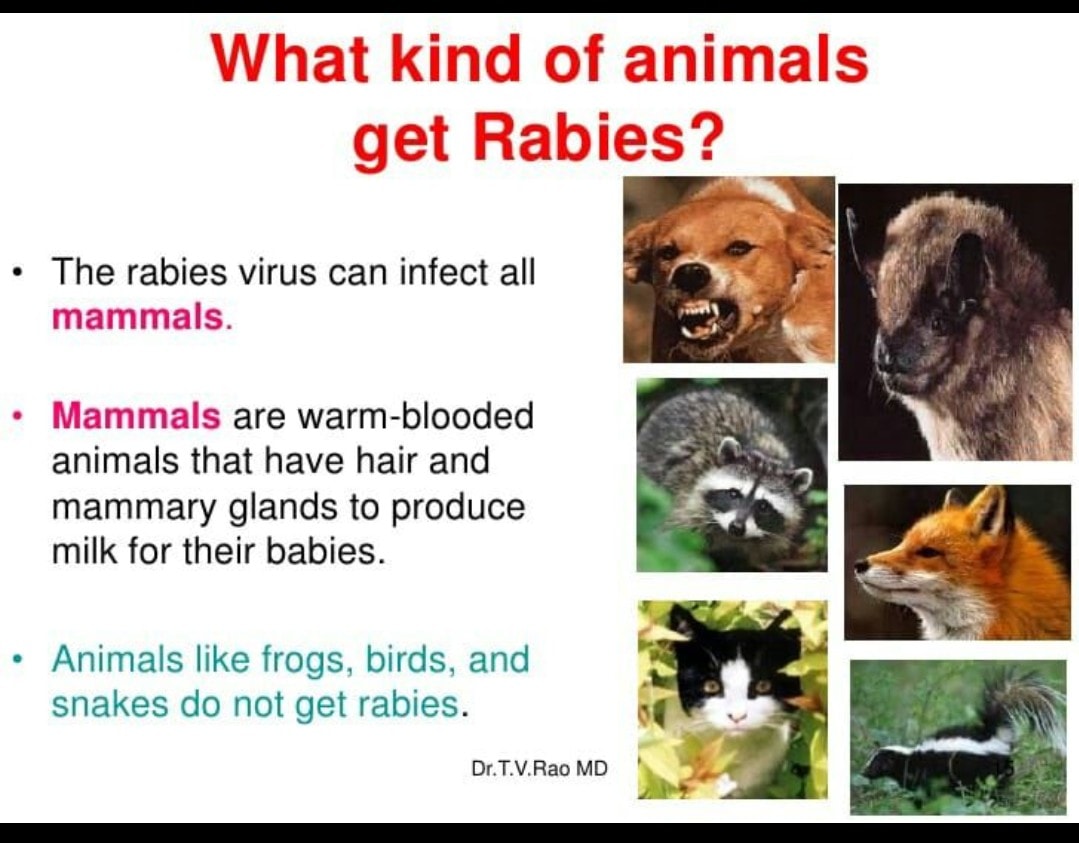 What kind of animals
get Rabies?
• The rabies virus can infect all
mammals.
• Mammals are warm-blooded
animals that have hair and
mammary glands to produce
milk for their babies.
• Animals like frogs, birds, and
snakes do not get rabies.
Dr.T.V.Rao MD